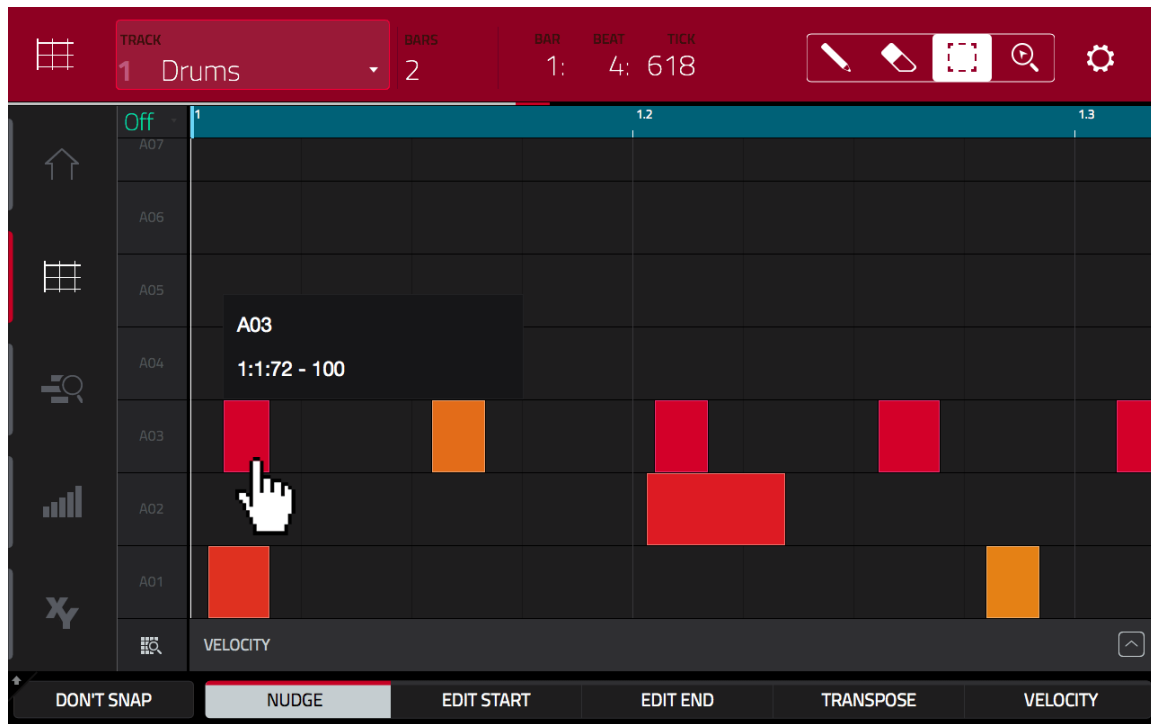 TRACK BARS BAR BEAT TICK
1 Drums 2 1: 4: 618
Off 1 1.2 1.3
A07
A06
A05
A03
1:1:72 - 100
A04
A03
A02
A01
XY
VELOCITY
DON'T SNAP NUDGE EDIT START EDIT END TRANSPOSE VELOCITY